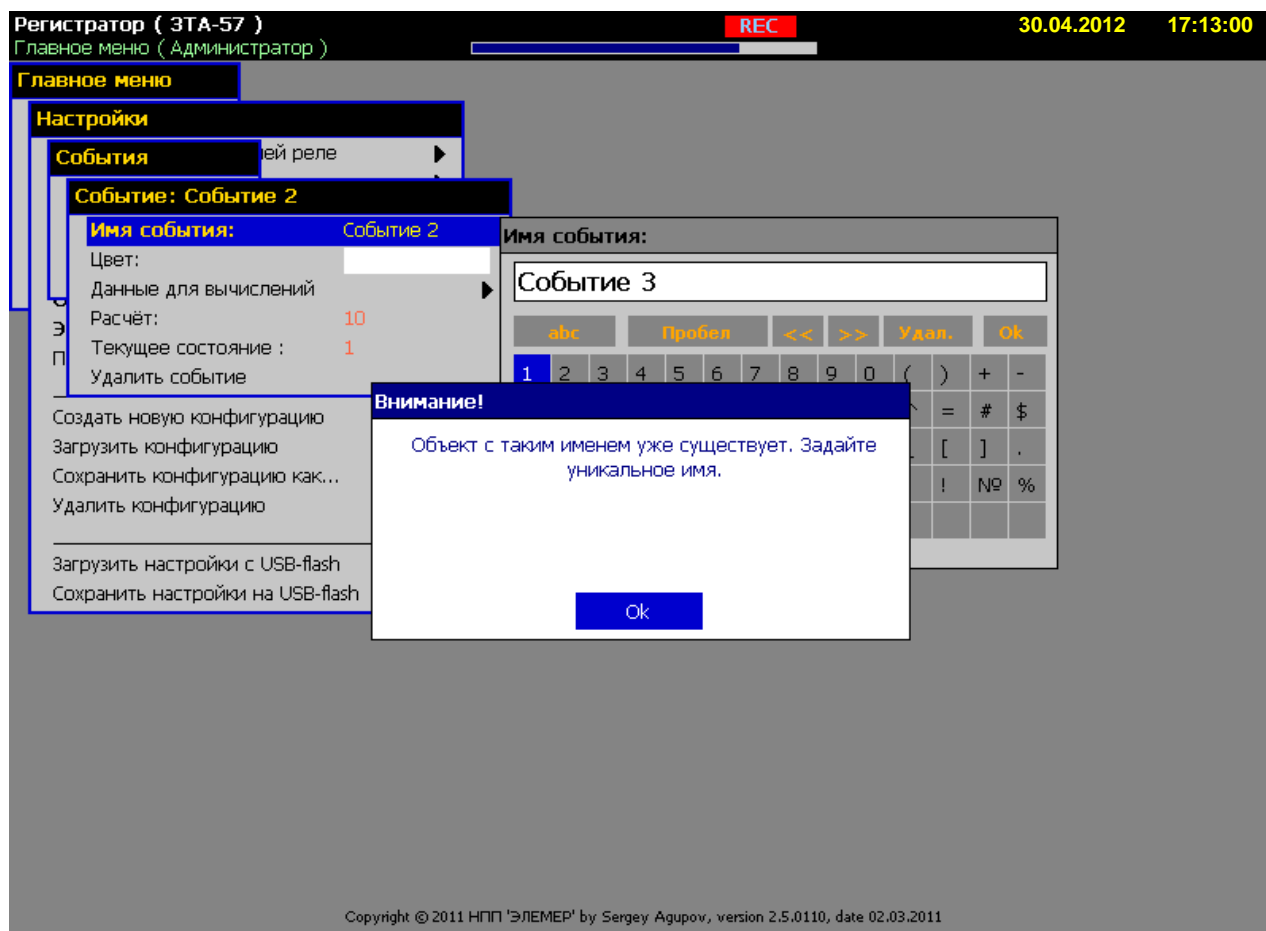 Регистратор ( ЗТА-57 )
REC
30.04.2012 17:13:00
Главное меню ( Администратор )
Главное меню
Настройки
ей реле
События
Событие: Событие 2
Имя события: Событие 2
Цвет:
Данные для вычислений
Расчёт: 10
Текущее состояние : 1
Удалить событие
Э
П
Создать новую конфигурацию
Загрузить конфигурацию
Сохранить конфигурацию как...
Удалить конфигурацию
Загрузить настройки с USB-flash
Сохранить настройки на USB-flash
Имя события:
Событие 3
abc Пробел << >> Удал. Ok
1 2 3 4 5 6 7 8 9 0 ( ) + -
= # $
[ ] .
! № %
Внимание!
Объект с таким именем уже существует. Задайте
уникальное имя.
Ok
Copyright © 2011 НПП 'ЭЛЕМЕР' by Sergey Agupov, version 2.5.0110, date 02.03.2011